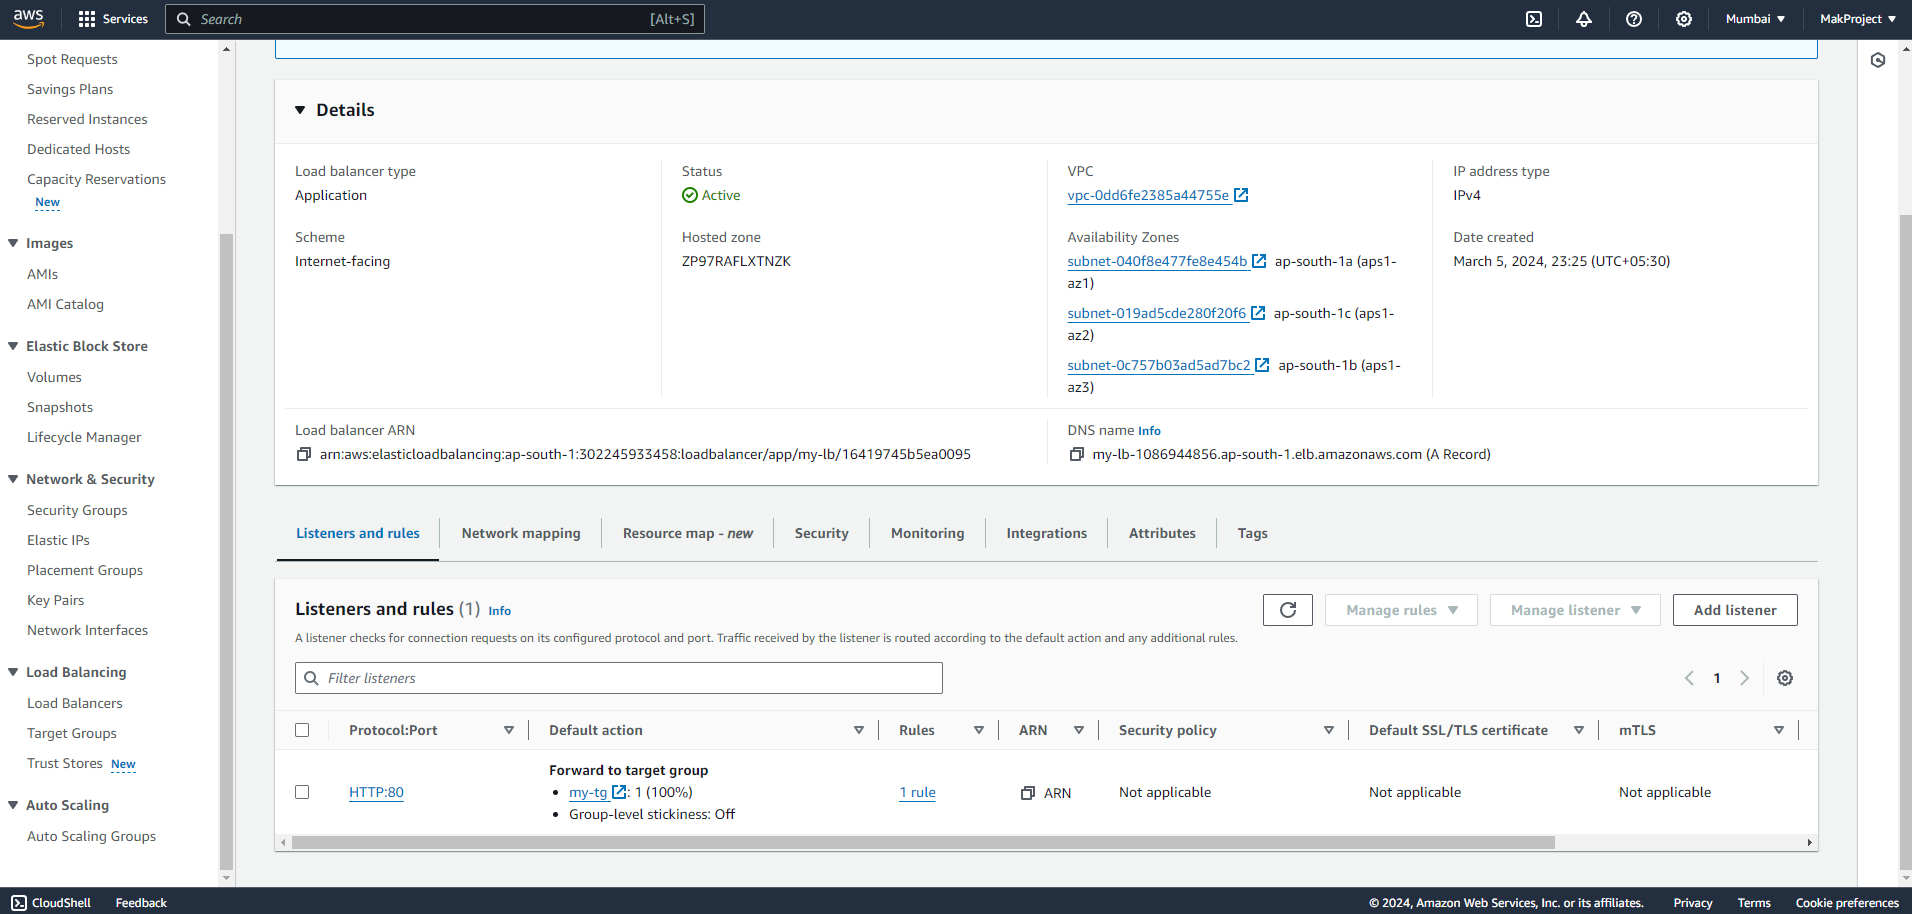 aws
Services
Search
[Alt+S]
Mumbai
MakProject
Spot Requests
Savings Plans
Reserved Instances
Dedicated Hosts
Capacity Reservations
New
Images
AMIs
AMI Catalog
Elastic Block Store
Volumes
Snapshots
Lifecycle Manager
Network & Security
Security Groups
Elastic IPs
Placement Groups
Key Pairs
Network Interfaces
Load Balancing
Load Balancers
Target Groups
Trust Stores New
Auto Scaling
Auto Scaling Groups
Details
Load balancer type
Application
Status
Active
VPC
vpc-0dd6fe2385a44755e
IP address type
IPv4
Scheme
Internet-facing
Hosted zone
ZP97RAFLXTNZK
Availability Zones
subnet-040f8e477fe8e454b ap-south-1a (aps1-
az1)
subnet-019ad5cde280f20f6 ap-south-1c (aps1-
az2)
subnet-0c757b03ad5ad7bc2 ap-south-1b (aps1-
az3)
Date created
March 5, 2024, 23:25 (UTC+05:30)
Load balancer ARN
arn:aws:elasticloadbalancing:ap-south-1:302245933458:loadbalancer/app/my-lb/16419745b5ea0095
DNS name Info
my-lb-1086944856.ap-south-1.elb.amazonaws.com (A Record)
Listeners and rules
Network mapping
Resource map - new
Security
Monitoring
Integrations
Attributes
Tags
Listeners and rules (1) Info
Manage rules
Manage listener
Add listener
A listener checks for connection requests on its configured protocol and port. Traffic received by the listener is routed according to the default action and any additional rules.
Filter listeners
1
Protocol:Port
Default action
Rules
ARN
Security policy
Default SSL/TLS certificate
mTLS
HTTP:80
Forward to target group
• my-tg : 1 (100%)
• Group-level stickiness: Off
1 rule
ARN
Not applicable
Not applicable
Not applicable
CloudShell
Feedback
© 2024, Amazon Web Services, Inc. or its affiliates.
Privacy
Terms
Cookie preferences